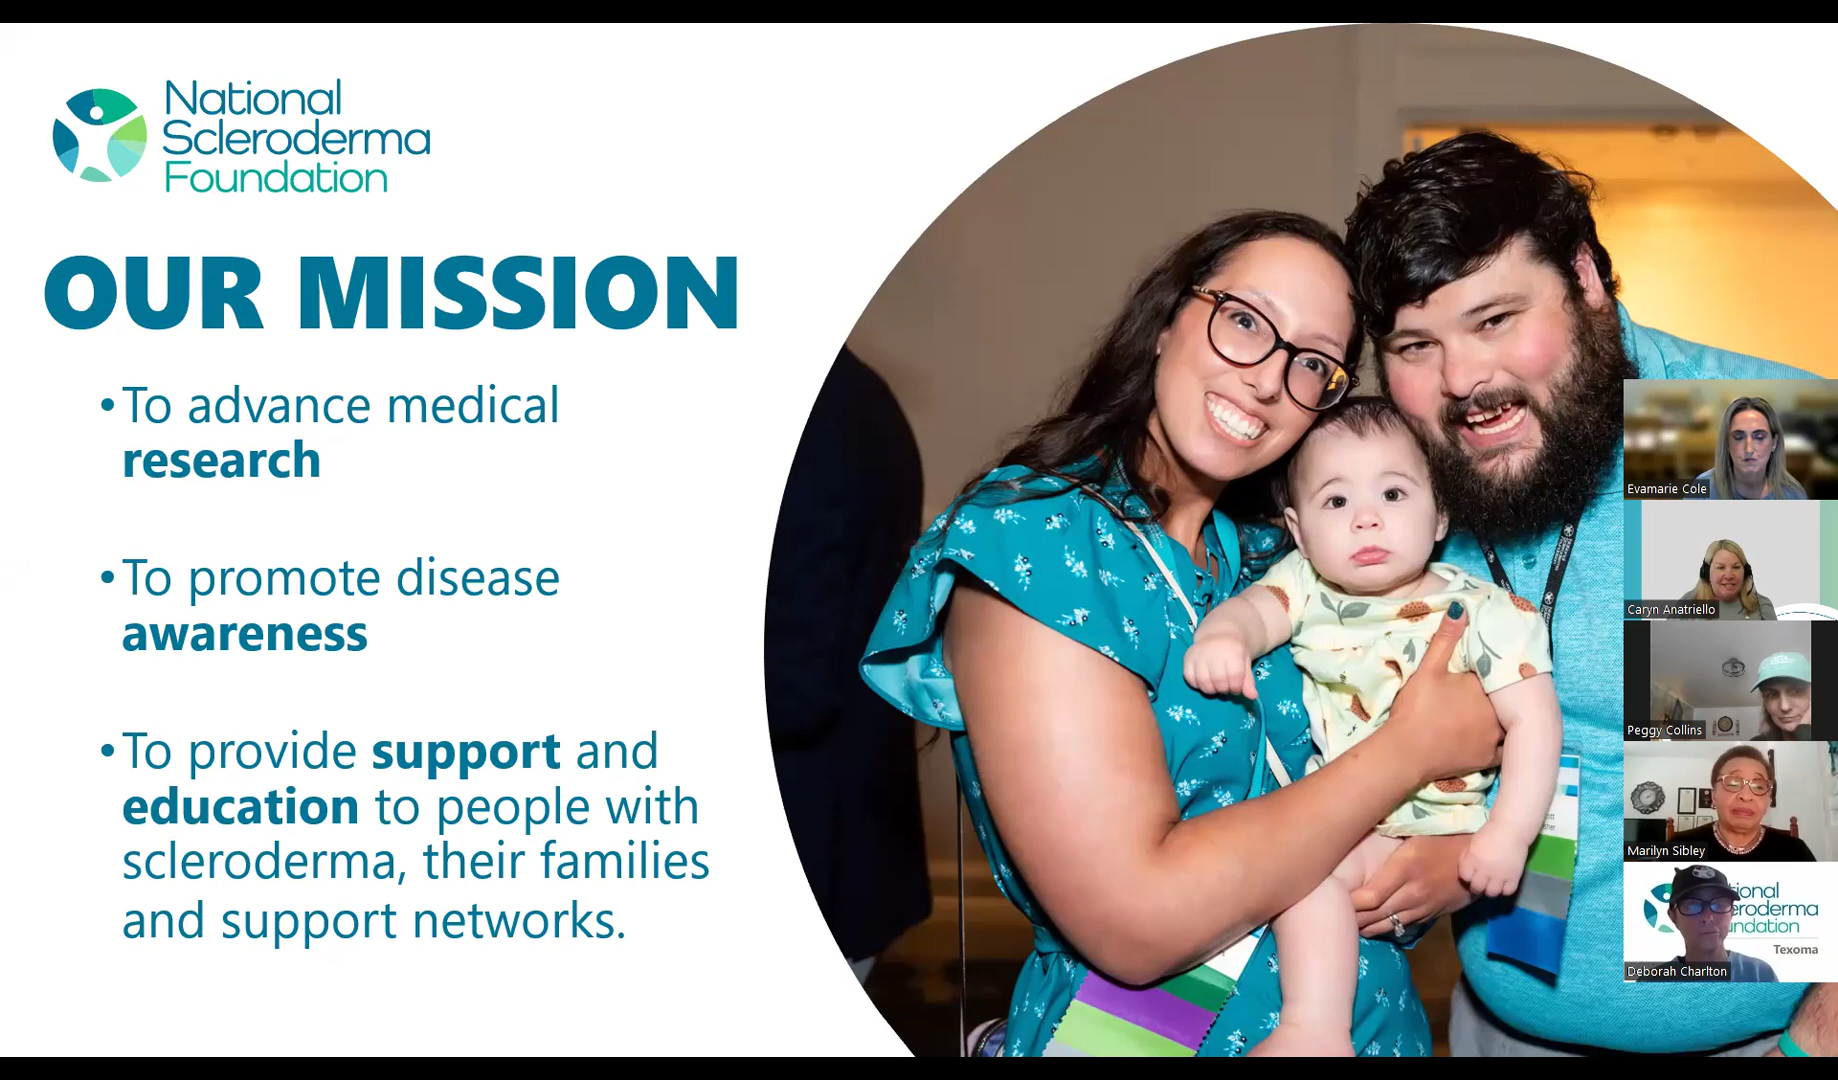 National
Scleroderma
Foundation
OUR MISSION
•To advance medical
research
•To promote disease
awareness
•To provide support and
education to people with
scleroderma, their families
and support networks.
Evamarie Cole
Caryn Anatriello
Peggy Collins
Marilyn Sibley
Texoma
Deborah Charlton